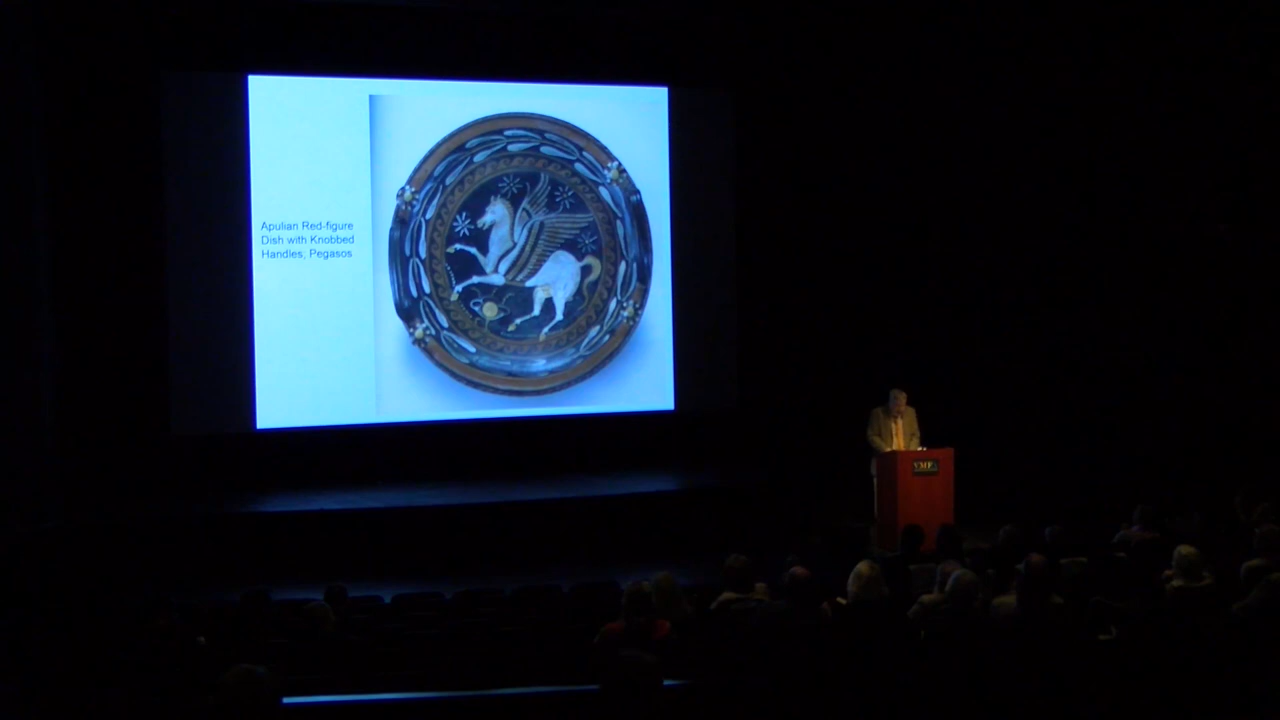 Apulian Red-figure
Dish with Knobbed
Handles; Pegasos
VMFA